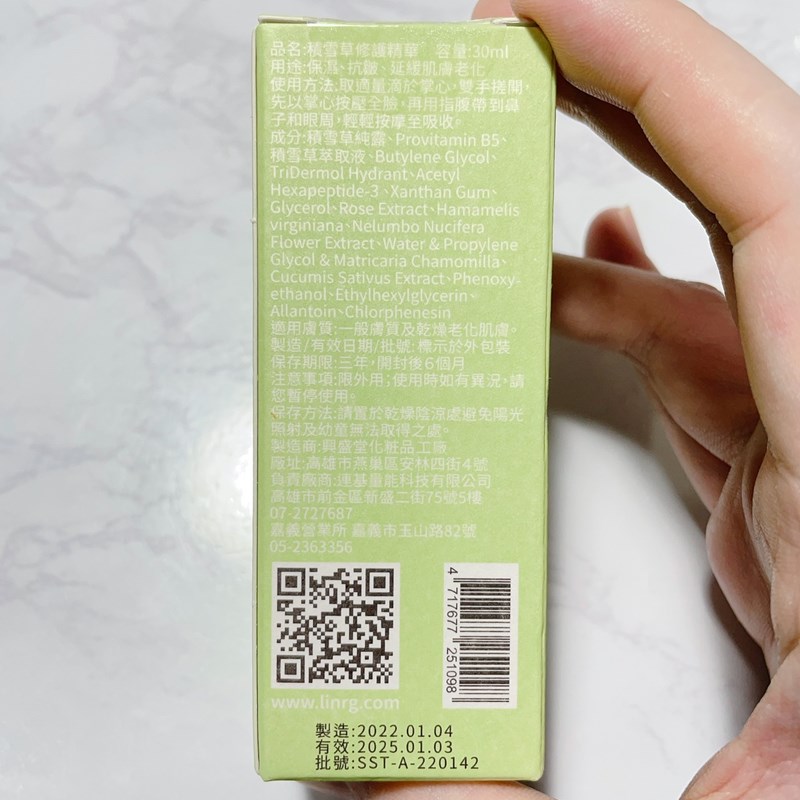 品名:積雪草修護精華 容量:30ml
用途:保濕、抗皺、延緩肌膚老化
使用方法:取適量滴於掌心,雙手搓開,
先以掌心按壓全臉,再用指腹帶到鼻
子和眼周,輕輕按摩至吸收。
成分:積雪草純露、Provitamin B5、
積雪草萃取液、Butylene Glycol、
TriDermol Hydrant、Acetyl
Hexapeptide-3、Xanthan Gum、
Glycerol、Rose Extract、Hamamelis
virginiana、Nelumbo Nucifera
Flower Extract、Water & Propylene
Glycol & Matricaria Chamomilla、
Cucumis Sativus Extract、Phenoxy-
ethanol、Ethylhexylglycerin、
Allantoin、Chlorphenesin
適用膚質:一般膚質及乾燥老化肌膚。
製造/有效日期/批號:標示於外包裝
保存期限:三年,開封後6個月
注意事項:限外用;使用時如有異況,請
您暫停使用。
保存方法:請置於乾燥陰涼處避免陽光
照射及幼童無法取得之處。
製造商:興盛堂化粧品工廠
廠址:高雄市燕巢區安林四街4號
負責廠商:連基量能科技有限公司
高雄市前金區新盛二街75號5樓
07-2727687
嘉義營業所 嘉義市玉山路82號
05-2363356
4 717677 251098
www.linrg.com
製造:2022.01.04
有效:2025.01.03
批號:SST-A-220142